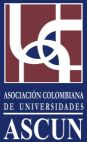 ASOCIACIÓN COLOMBIANA
DE UNIVERSIDADES
ASCUN